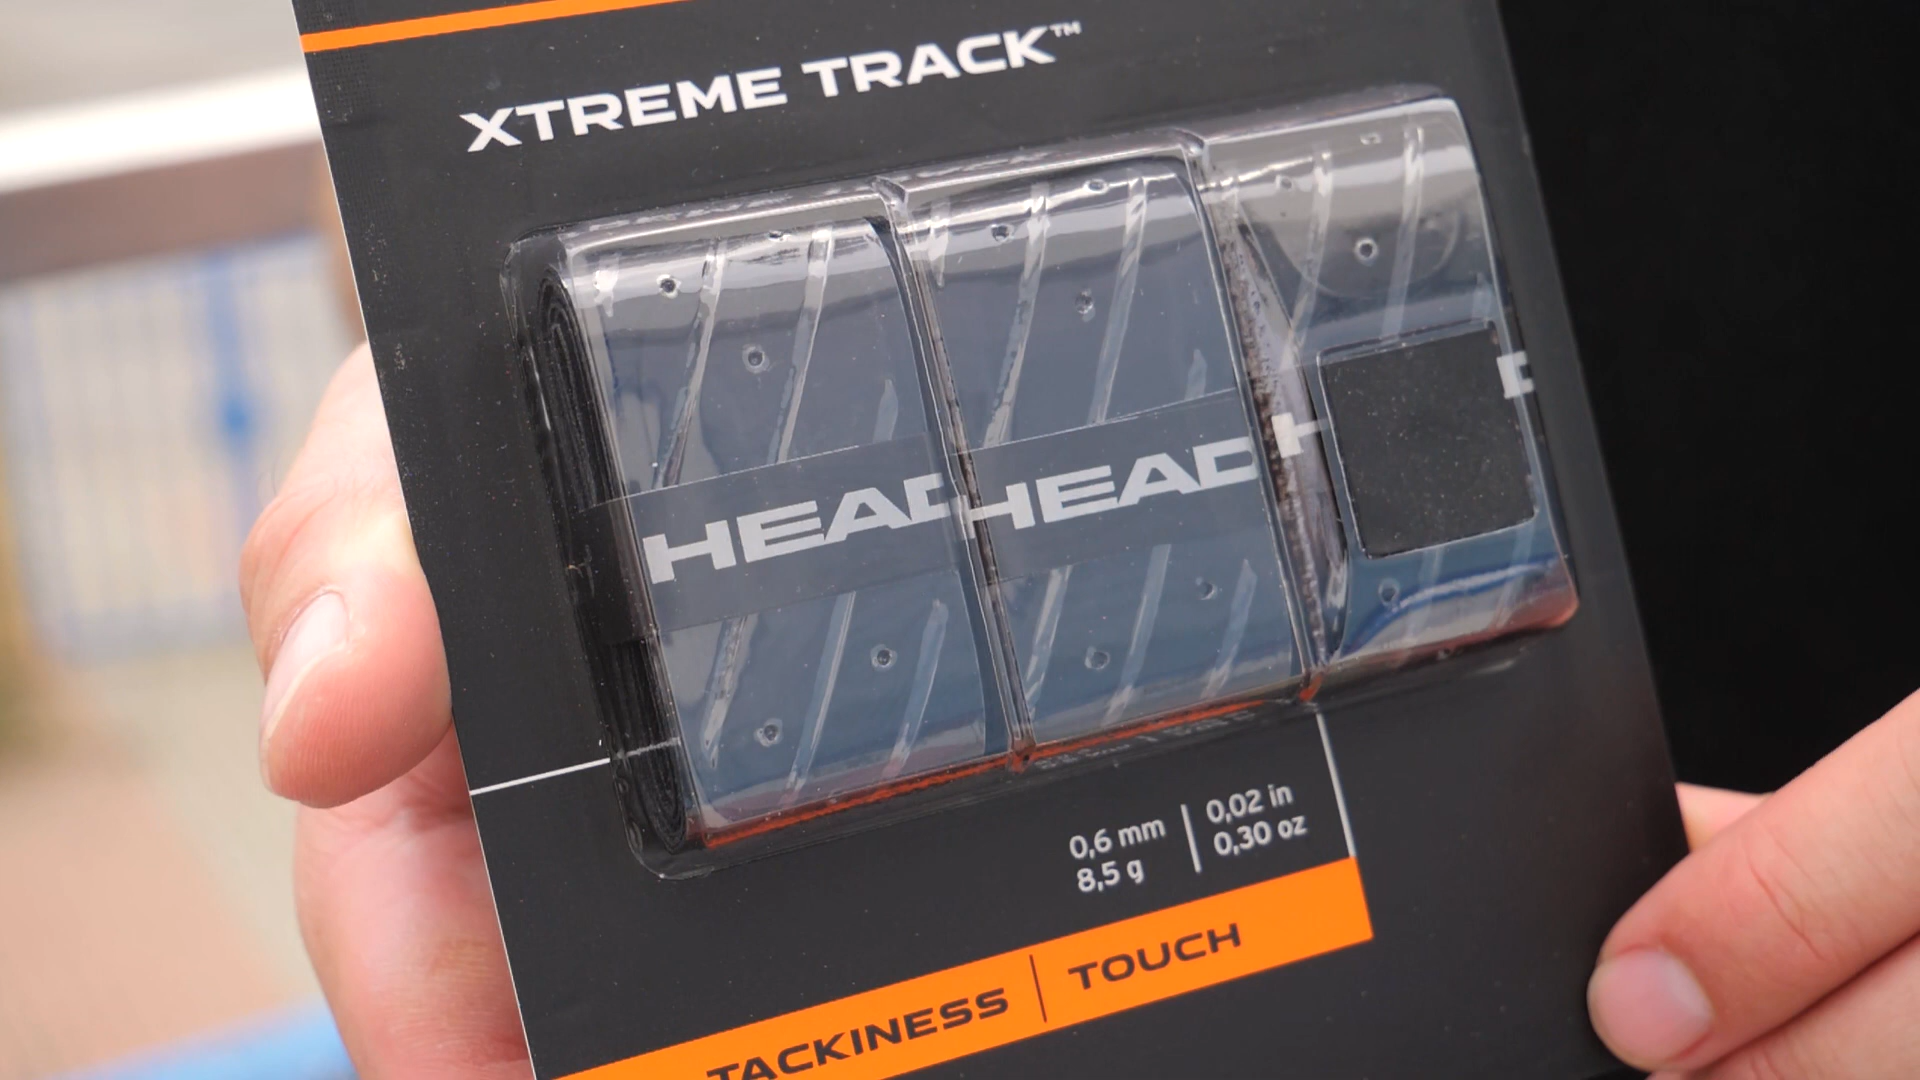 XTREME TRACK™
HEAD
HEAD
0,6 mm | 0,02 in
8,5 g | 0,30 oz
TACKINESS | TOUCH